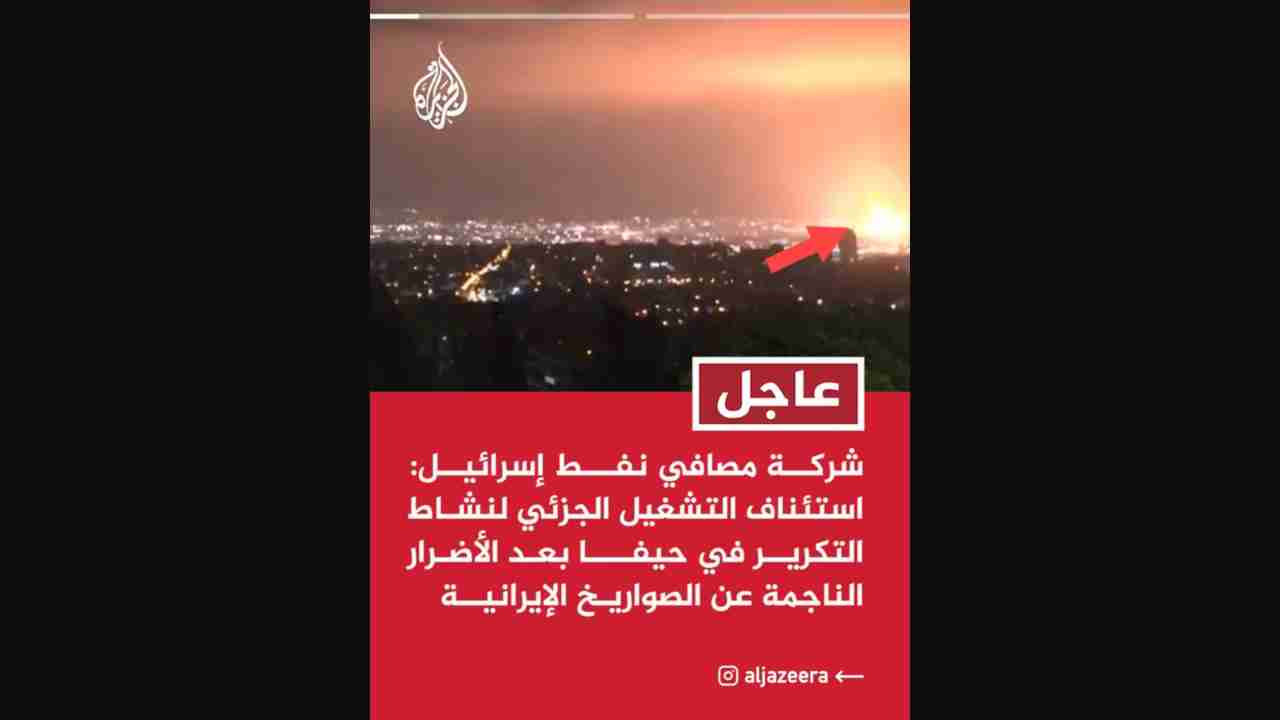 الجزيرة
عاجل
شركة مصافي نفط إسرائيل:
استئناف التشغيل الجزئي لنشاط
التكرير في حيفا بعد الأضرار
الناجمة عن الصواريخ الإيرانية
aljazeera